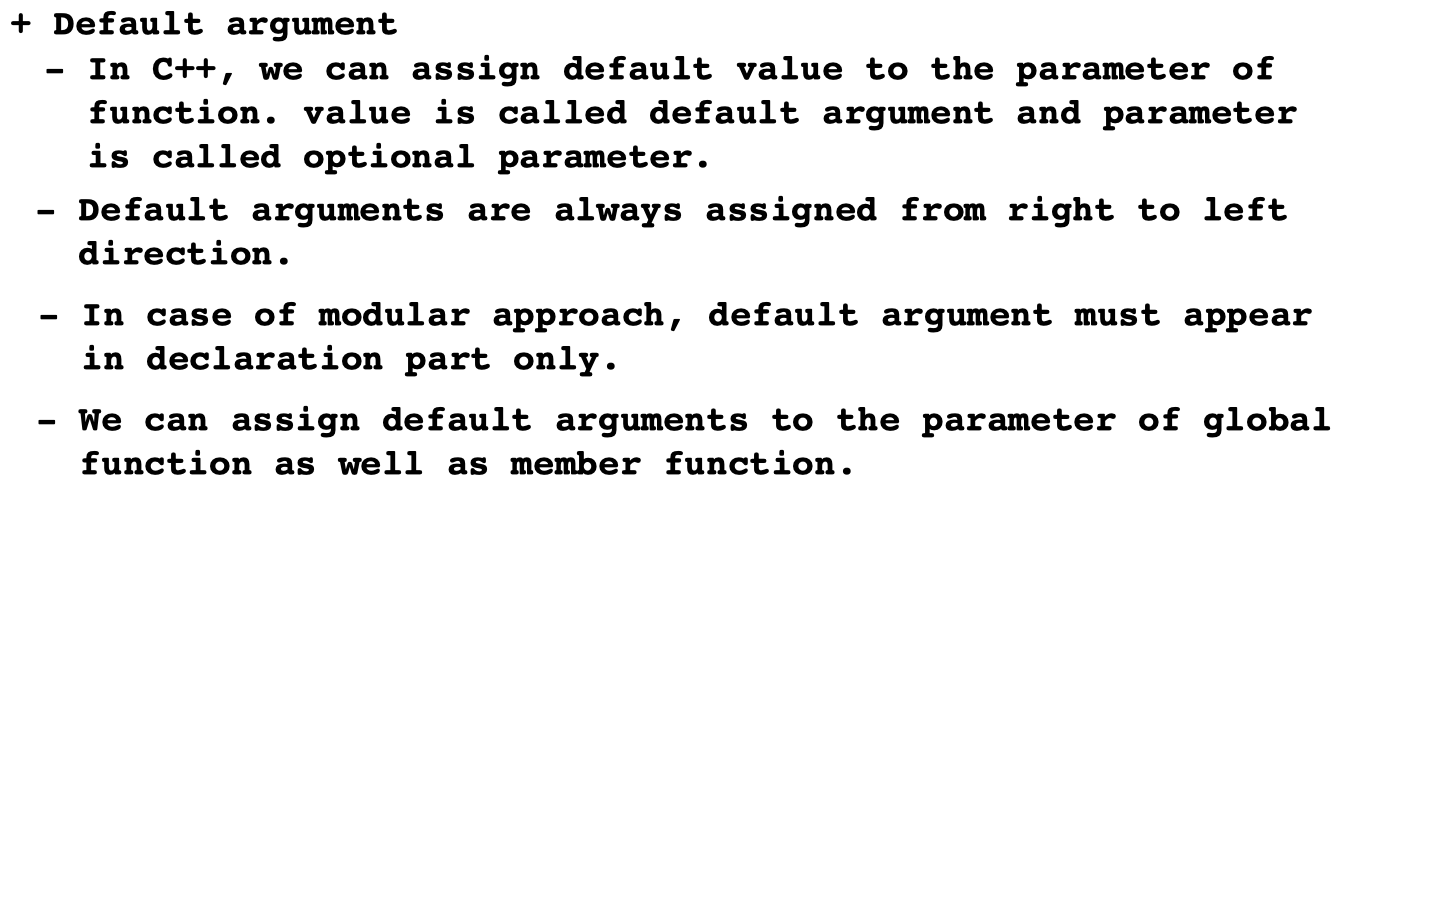 + Default argument
- In C++, we can assign default value to the parameter of
function. value is called default argument and parameter
is called optional parameter.
- Default arguments are always assigned from right to left
direction.
- In case of modular approach, default argument must appear
in declaration part only.
- We can assign default arguments to the parameter of global
function as well as member function.